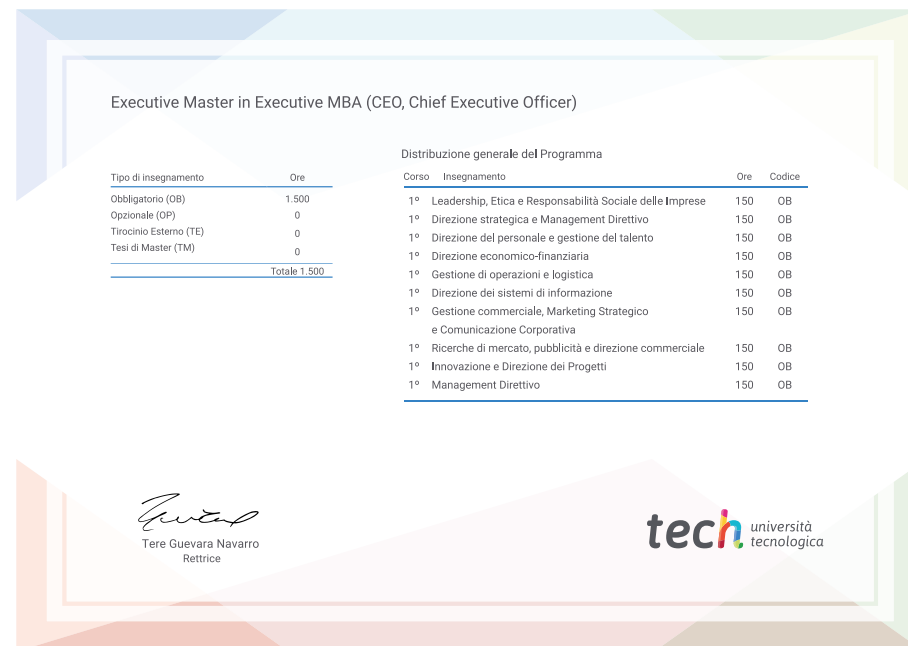 Executive Master in Executive MBA (CEO, Chief Executive Officer)
Tipo di insegnamento Ore
Obbligatorio (OB) 1.500
Opzionale (OP) 0
Tirocinio Esterno (TE) 0
Tesi di Master (TM) 0
Totale 1.500
Distribuzione generale del Programma
Corso Insegnamento Ore Codice
1º Leadership, Etica e Responsabilità Sociale delle Imprese 150 OB
1º Direzione strategica e Management Direttivo 150 OB
1º Direzione del personale e gestione del talento 150 OB
1º Direzione economico-finanziaria 150 OB
1º Gestione di operazioni e logistica 150 OB
1º Direzione dei sistemi di informazione 150 OB
1º Gestione commerciale, Marketing Strategico 150 OB
e Comunicazione Corporativa
1º Ricerche di mercato, pubblicità e direzione commerciale 150 OB
1º Innovazione e Direzione dei Progetti 150 OB
1º Management Direttivo 150 OB
Tere Guevara Navarro
Rettrice
tech università
tecnologica